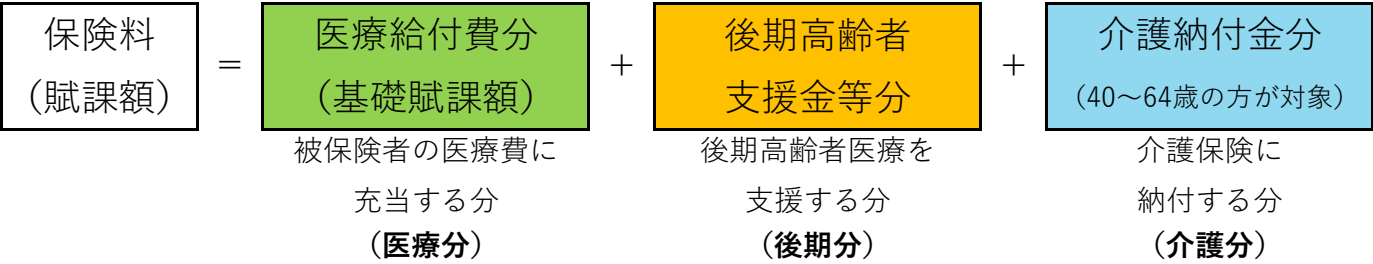 保険料
(賦課額)
＝
医療給付費分
(基礎賦課額)
＋
後期高齢者
支援金等分
＋
介護納付金分
(40～64歳の方が対象)
被保険者の医療費に
充当する分
(医療分)
後期高齢者医療を
支援する分
(後期分)
介護保険に
納付する分
(介護分)